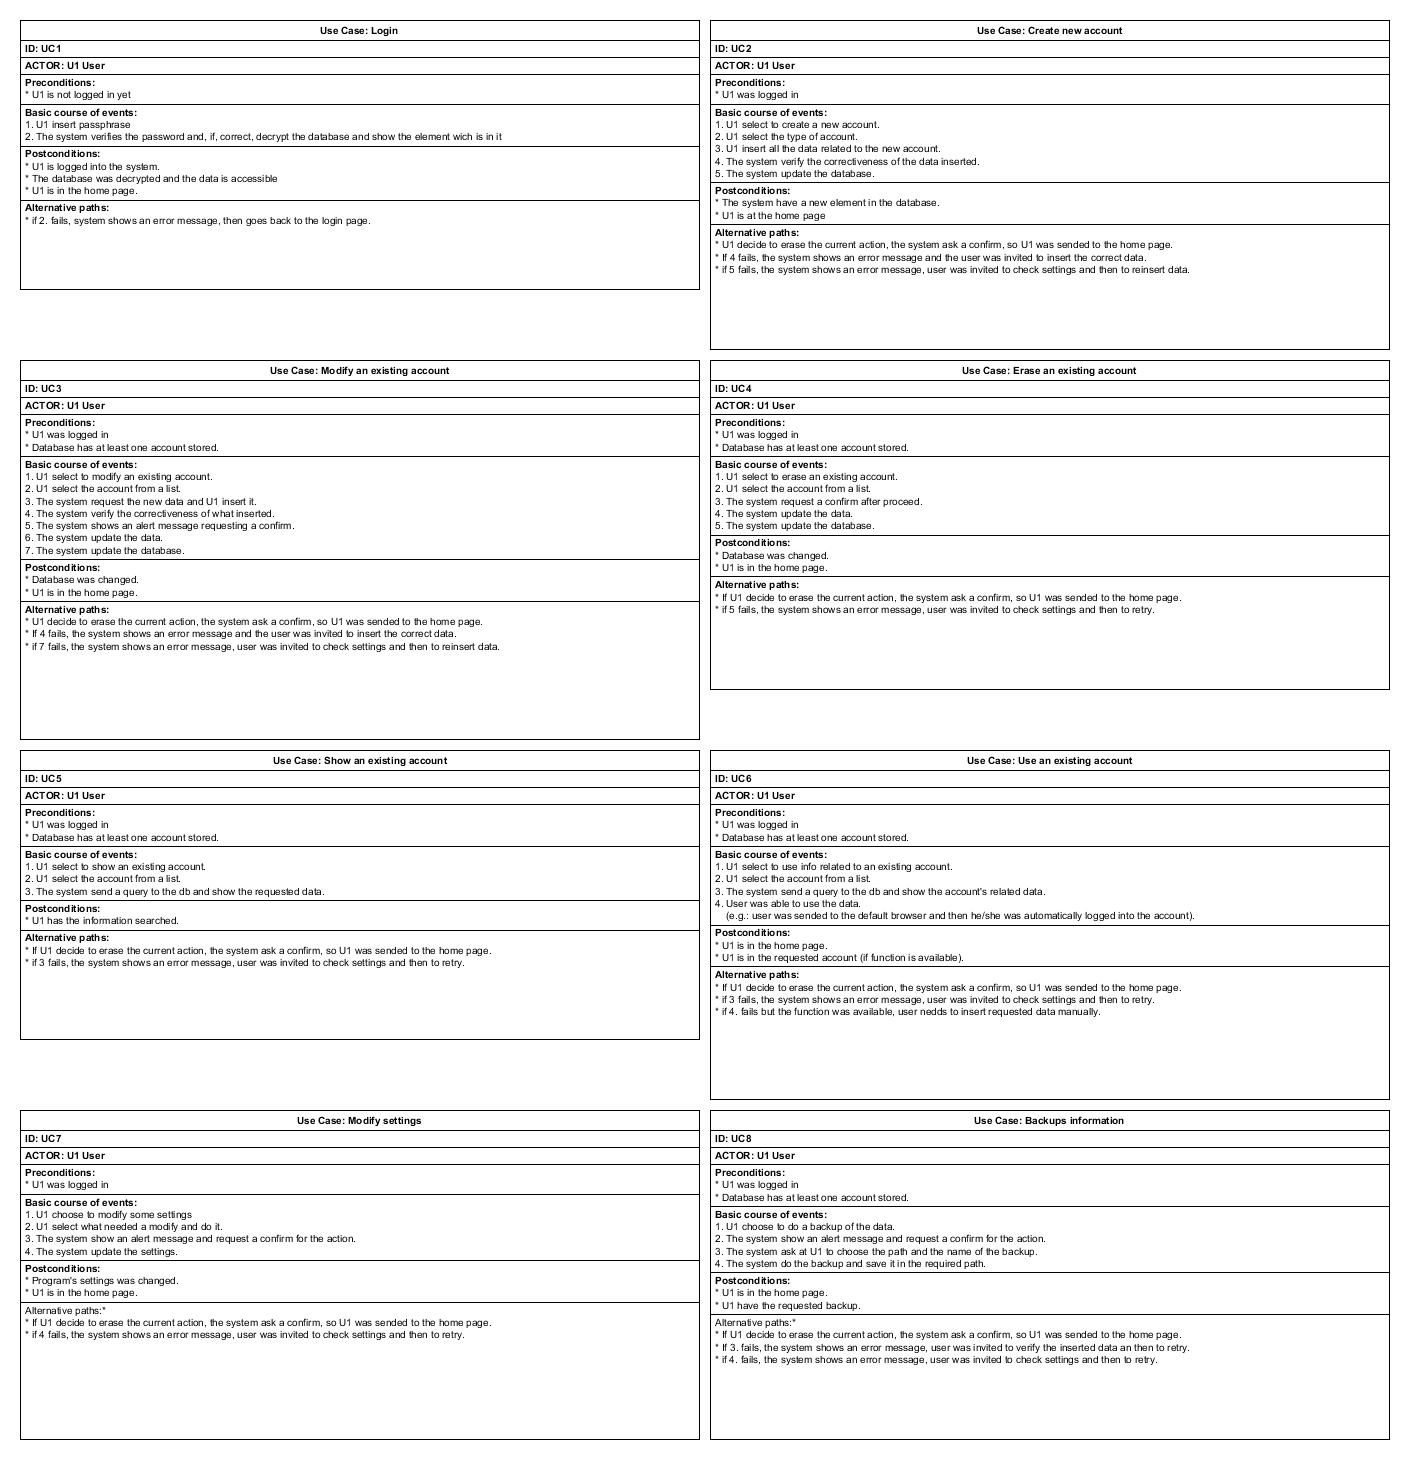 Use Case: Login
ID: UC1
ACTOR: U1 User
Preconditions:
* U1 is not logged in yet
Basic course of events:
1. U1 insert passphrase
2. The system verifies the password and, if, correct, decrypt the database and show the element wich is in it
Postconditions:
* U1 is logged into the system.
* The database was decrypted and the data is accessible
* U1 is in the home page.
Alternative paths:
* if 2. fails, system shows an error message, then goes back to the login page.
Use Case: Create new account
ID: UC2
ACTOR: U1 User
Preconditions:
* U1 was logged in
Basic course of events:
1. U1 select to create a new account.
2. U1 select the type of account.
3. U1 insert all the data related to the new account.
4. The system verify the correctiveness of the data inserted.
5. The system update the database.
Postconditions:
* The system have a new element in the database.
* U1 is at the home page
Alternative paths:
* U1 decide to erase the current action, the system ask a confirm, so U1 was sended to the home page.
* If 4 fails, the system shows an error message and the user was invited to insert the correct data.
* if 5 fails, the system shows an error message, user was invited to check settings and then to reinsert data.
Use Case: Modify an existing account
ID: UC3
ACTOR: U1 User
Preconditions:
* U1 was logged in
* Database has at least one account stored.
Basic course of events:
1. U1 select to modify an existing account.
2. U1 select the account from a list.
3. The system request the new data and U1 insert it.
4. The system verify the correctiveness of what inserted.
5. The system shows an alert message requesting a confirm.
6. The system update the data.
7. The system update the database.
Postconditions:
* Database was changed.
* U1 is in the home page.
Alternative paths:
* U1 decide to erase the current action, the system ask a confirm, so U1 was sended to the home page.
* If 4 fails, the system shows an error message and the user was invited to insert the correct data.
* if 7 fails, the system shows an error message, user was invited to check settings and then to reinsert data.
Use Case: Erase an existing account
ID: UC4
ACTOR: U1 User
Preconditions:
* U1 was logged in
* Database has at least one account stored.
Basic course of events:
1. U1 select to erase an existing account.
2. U1 select the account from a list.
3. The system request a confirm after proceed.
4. The system update the data.
5. The system update the database.
Postconditions:
* Database was changed.
* U1 is in the home page.
Alternative paths:
* If U1 decide to erase the current action, the system ask a confirm, so U1 was sended to the home page.
* if 5 fails, the system shows an error message, user was invited to check settings and then to retry.
Use Case: Show an existing account
ID: UC5
ACTOR: U1 User
Preconditions:
* U1 was logged in
* Database has at least one account stored.
Basic course of events:
1. U1 select to show an existing account.
2. U1 select the account from a list.
3. The system send a query to the db and show the requested data.
Postconditions:
* U1 has the information searched.
Alternative paths:
* If U1 decide to erase the current action, the system ask a confirm, so U1 was sended to the home page.
* if 3 fails, the system shows an error message, user was invited to check settings and then to retry.
Use Case: Use an existing account
ID: UC6
ACTOR: U1 User
Preconditions:
* U1 was logged in
* Database has at least one account stored.
Basic course of events:
1. U1 select to use info related to an existing account.
2. U1 select the account from a list.
3. The system send a query to the db and show the account's related data.
4. User was able to use the data.
(e.g.: user was sended to the default browser and then he/she was automatically logged into the account).
Postconditions:
* U1 is in the home page.
* U1 is in the requested account (if function is available).
Alternative paths:
* If U1 decide to erase the current action, the system ask a confirm, so U1 was sended to the home page.
* if 3 fails, the system shows an error message, user was invited to check settings and then to retry.
* if 4. fails but the function was available, user nedds to insert requested data manually.
Use Case: Modify settings
ID: UC7
ACTOR: U1 User
Preconditions:
* U1 was logged in
Basic course of events:
1. U1 choose to modify some settings
2. U1 select what needed a modify and do it.
3. The system show an alert message and request a confirm for the action.
4. The system update the settings.
Postconditions:
* Program's settings was changed.
* U1 is in the home page.
Alternative paths:*
* If U1 decide to erase the current action, the system ask a confirm, so U1 was sended to the home page.
* if 4 fails, the system shows an error message, user was invited to check settings and then to retry.
Use Case: Backups information
ID: UC8
ACTOR: U1 User
Preconditions:
* U1 was logged in
* Database has at least one account stored.
Basic course of events:
1. U1 choose to do a backup of the data.
2. The system show an alert message and request a confirm for the action.
3. The system ask at U1 to choose the path and the name of the backup.
4. The system do the backup and save it in the required path.
Postconditions:
* U1 is in the home page.
* U1 have the requested backup.
Alternative paths:*
* If U1 decide to erase the current action, the system ask a confirm, so U1 was sended to the home page.
* If 3. fails, the system shows an error message, user was invited to verify the inserted data an then to retry.
* if 4. fails, the system shows an error message, user was invited to check settings and then to retry.